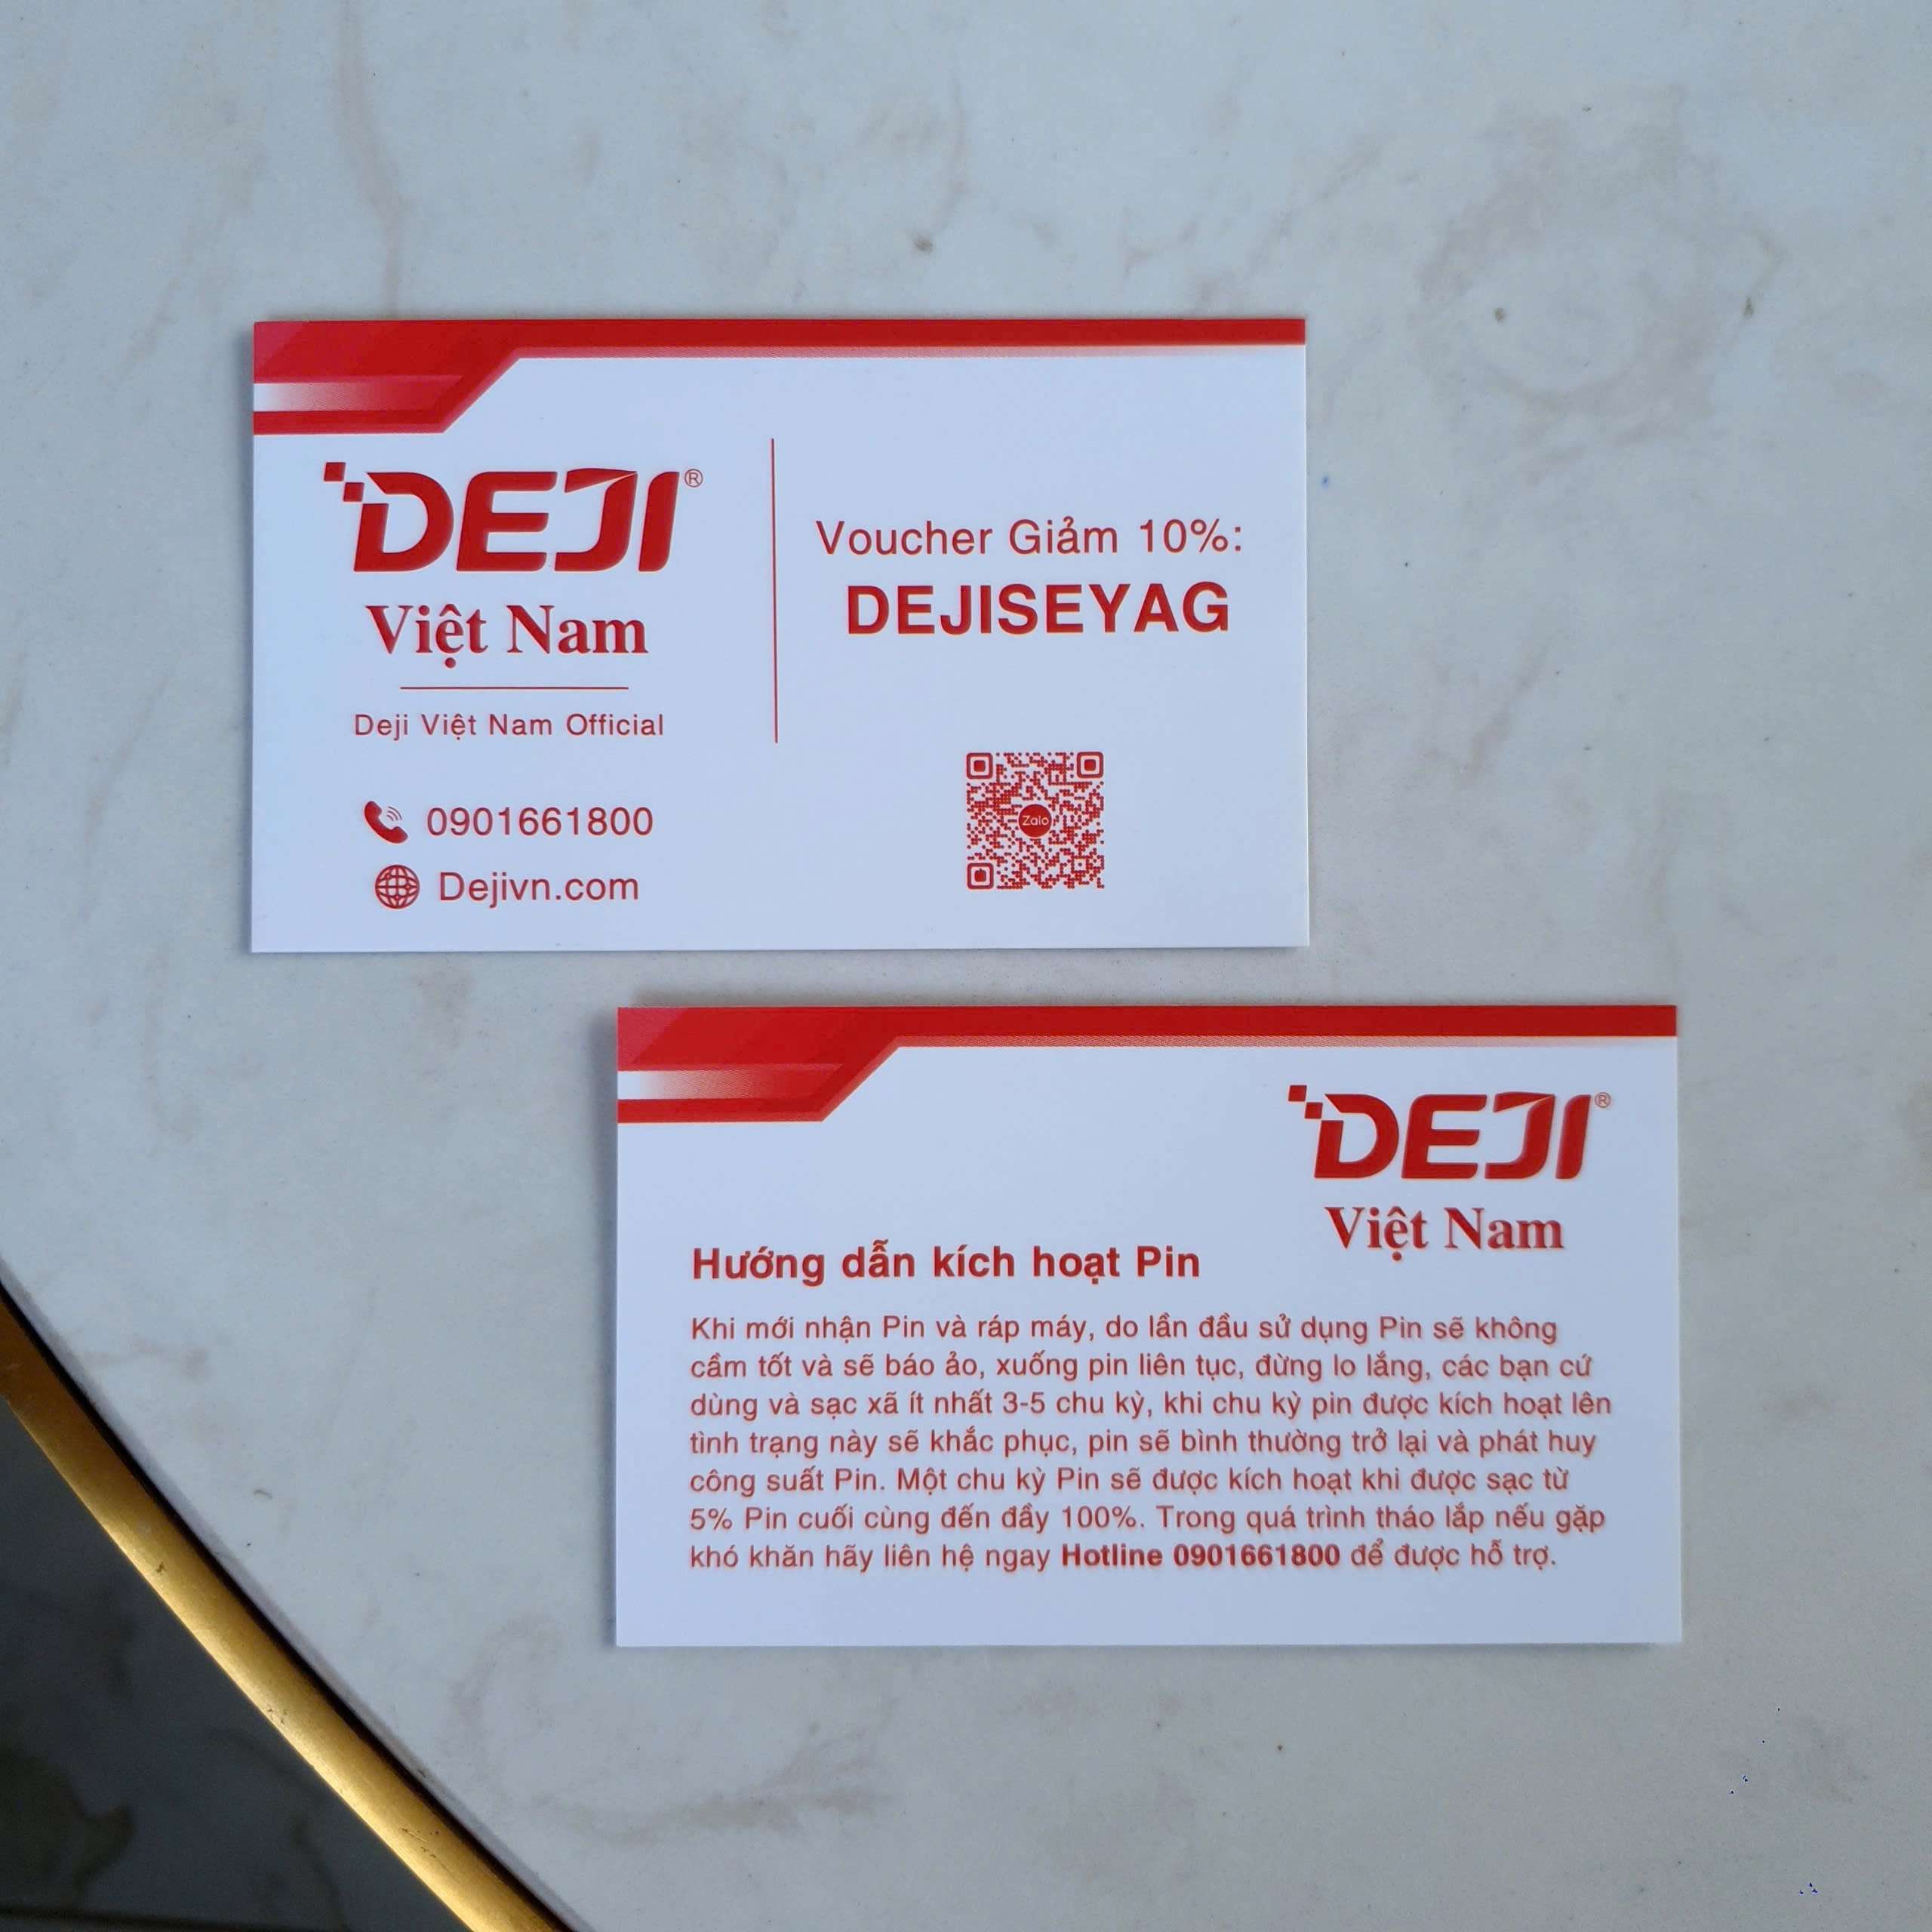 DEJI®
Việt Nam
Deji Việt Nam Official
0901661800
Dejivn.com
Voucher Giảm 10%:
DEJISEYAG
Zalo
DEJI®
Việt Nam
Hướng dẫn kích hoạt Pin
Khi mới nhận Pin và ráp máy, do lần đầu sử dụng Pin sẽ không
cầm tốt và sẽ báo ảo, xuống pin liên tục, đừng lo lắng, các bạn cứ
dùng và sạc xã ít nhất 3-5 chu kỳ, khi chu kỳ pin được kích hoạt lên
tình trạng này sẽ khắc phục, pin sẽ bình thường trở lại và phát huy
công suất Pin. Một chu kỳ Pin sẽ được kích hoạt khi được sạc từ
5% Pin cuối cùng đến đầy 100%. Trong quá trình tháo lắp nếu gặp
khó khăn hãy liên hệ ngay Hotline 0901661800 để được hỗ trợ.